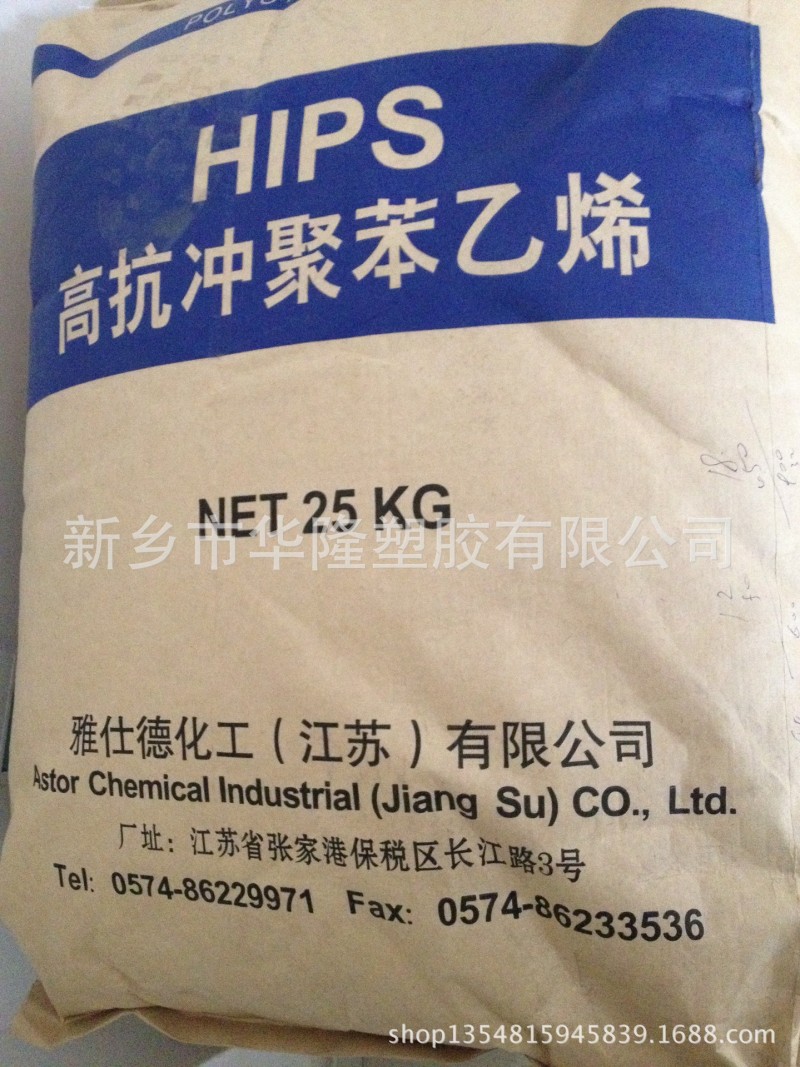 HIPS
高抗冲聚苯乙烯
NET 25 KG
新乡市华隆塑胶有限公司
雅仕德化工（江苏）有限公司
Astor Chemical Industrial (Jiang Su) CO., Ltd.
厂址：江苏省张家港保税区长江路3号
Tel: 0574-86229971 Fax: 0574-86233536
shop1354815945839.1688.com